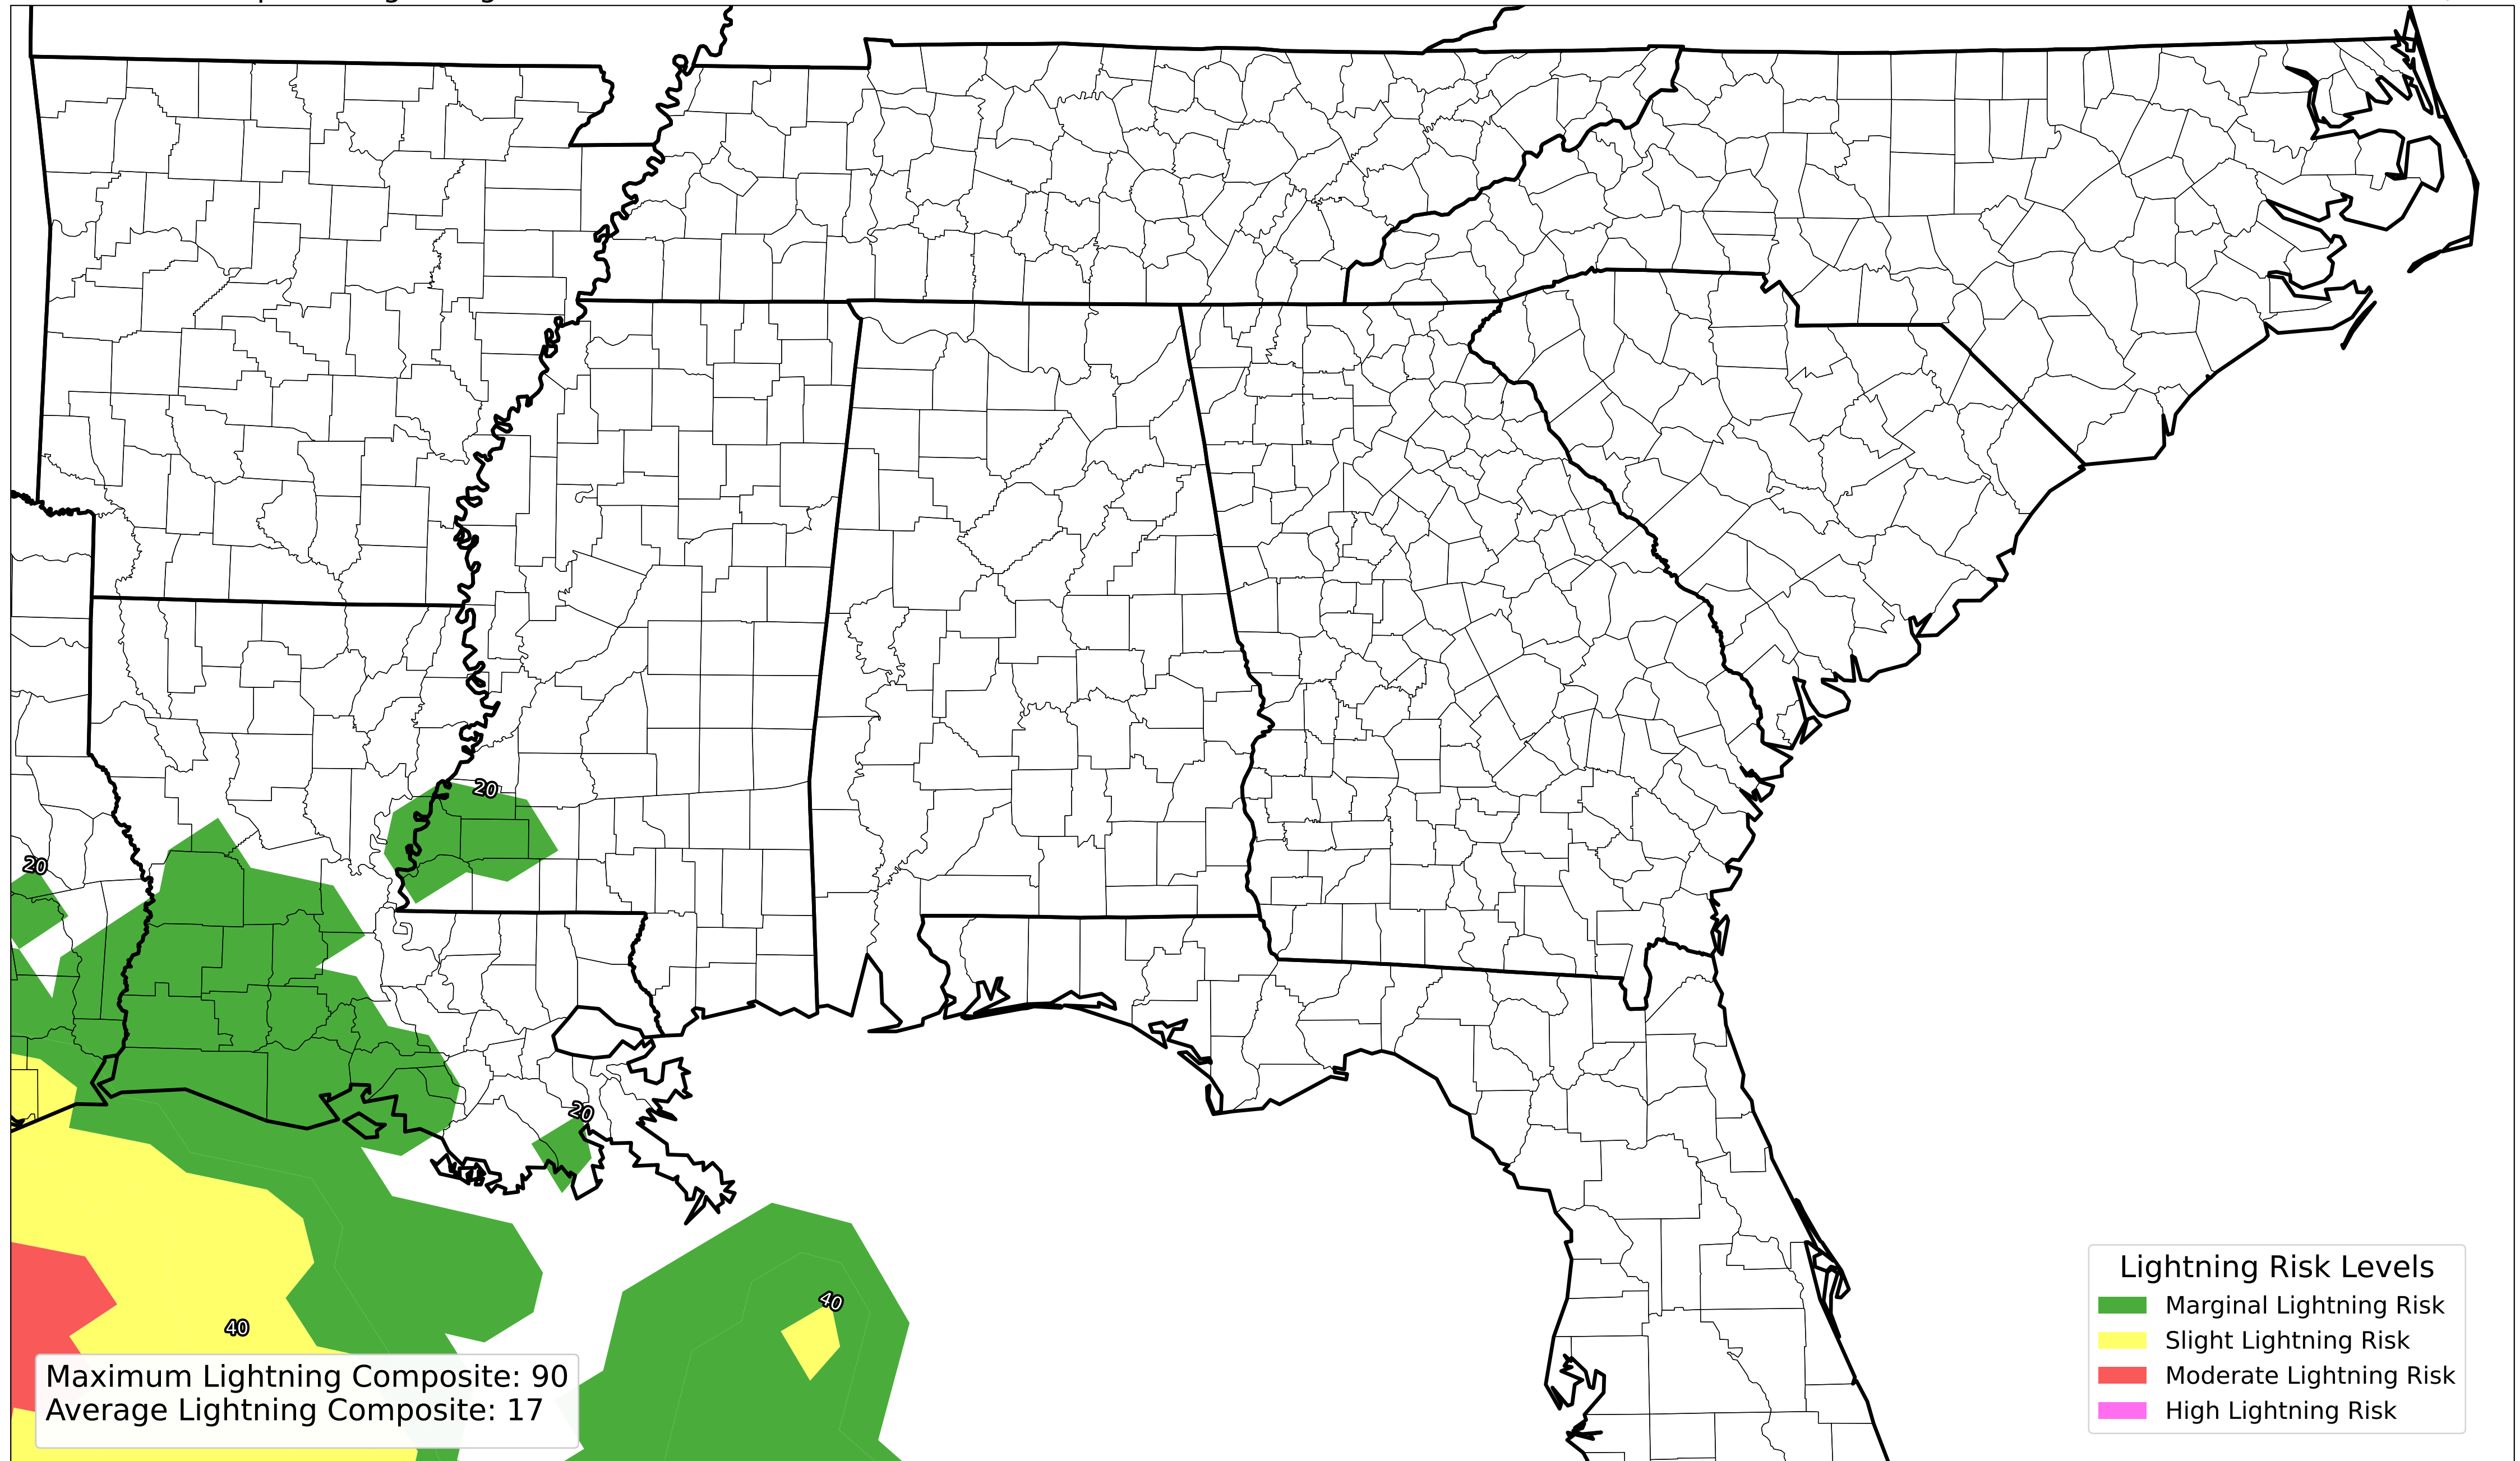 20
20
20
40
40
Maximum Lightning Composite: 90
Average Lightning Composite: 17
Lightning Risk Levels
Marginal Lightning Risk
Slight Lightning Risk
Moderate Lightning Risk
High Lightning Risk